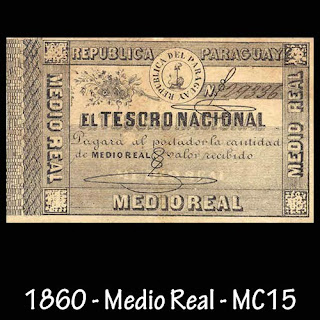 REPUBLICA DEL PARAGUAY
REPUBLICA DEL PARAGUAY
MEDIO REAL
MEDIO REAL
EL TESORO NACIONAL
Pagará al portador la cantidad
de MEDIO REAL valor recibido
MEDIO REAL
1860 - Medio Real - MC15